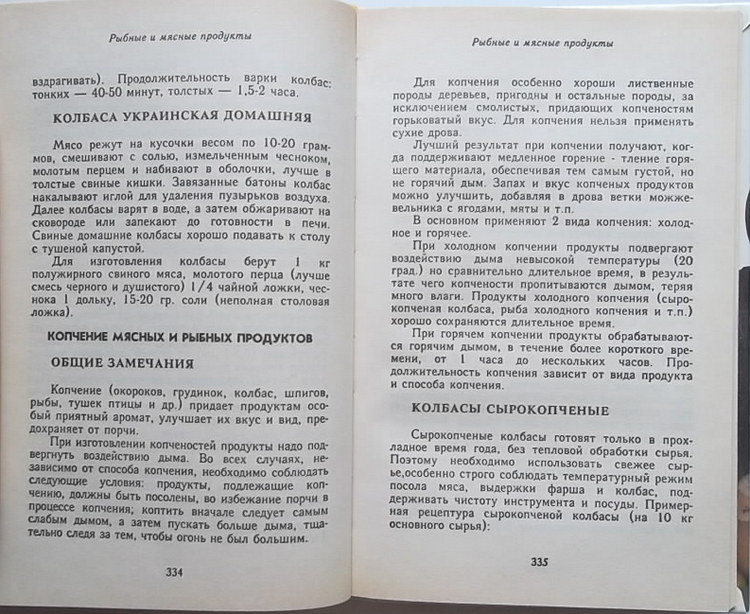 Рыбные и мясные продукты
вздрагивать). Продолжительность варки колбас:
тонких — 40-50 минут, толстых — 1,5-2 часа.
КОЛБАСА УКРАИНСКАЯ ДОМАШНЯЯ
Мясо режут на кусочки весом по 10-20 грам-
мов, смешивают с солью, измельченным чесноком,
молотым перцем и набивают в оболочки, лучше в
толстые свиные кишки. Завязанные батоны колбас
накалывают иглой для удаления пузырьков воздуха.
Далее колбасы варят в воде, а затем обжаривают на
сковороде или запекают до готовности в печи.
Свиные домашние колбасы хорошо подавать к столу
с тушеной капустой.
Для изготовления колбасы берут 1 кг
полужирного свиного мяса, молотого перца (лучше
смесь черного и душистого) 1/4 чайной ложки, чес-
нока 1 дольку, 15-20 гр. соли (неполная столовая
ложка).
КОПЧЕНИЕ МЯСНЫХ И РЫБНЫХ ПРОДУКТОВ
ОБЩИЕ ЗАМЕЧАНИЯ
Копчение (окороков, грудинок, колбас, шпигов,
рыбы, тушек птицы и др.) придает продуктам осо-
бый приятный аромат, улучшает их вкус и вид, пре-
дохраняет от порчи.
При изготовлении копченостей продукты надо под-
вергнуть воздействию дыма. Во всех случаях, не-
зависимо от способа копчения, необходимо соблюдать
следующие условия: продукты, подлежащие коп-
чению, должны быть посолены, во избежание порчи в
процессе копчения; коптить вначале следует самым
слабым дымом, а затем пускать больше дыма, тща-
тельно следя за тем, чтобы огонь не был большим.
334
Рыбные и мясные продукты
Для копчения особенно хороши лиственные
породы деревьев, пригодны и остальные породы, за
исключением смолистых, придающих копченостям
горьковатый вкус. Для копчения нельзя применять
сухие дрова.
Лучший результат при копчении получают, ког-
да поддерживают медленное горение - тление горя-
щего материала, обеспечивая тем самым густой, но
не горячий дым. Запах и вкус копченых продуктов
можно улучшить, добавляя в дрова ветки можже-
вельника с ягодами, мяты и т.п.
В основном применяют 2 вида копчения: холод-
ное и горячее.
При холодном копчении продукты подвергают
воздействию дыма невысокой температуры (20
град.) но сравнительно длительное время, в резуль-
тате чего копчености пропитываются дымом, теряя
много влаги. Продукты холодного копчения (сыро-
копченая колбаса, рыба холодного копчения и т.п.)
хорошо сохраняются длительное время.
При горячем копчении продукты обрабатывают-
ся горячим дымом, в течение более короткого вре-
мени, от 1 часа до нескольких часов. Про-
должительность копчения зависит от вида продукта
и способа копчения.
КОЛБАСЫ СЫРОКОПЧЕНЫЕ
Сырокопченые колбасы готовят только в прох-
ладное время года, без тепловой обработки сырья.
Поэтому необходимо использовать свежее сыр-
ье,особенно строго соблюдать температурный режим
посола мяса, выдержки фарша и колбас, под-
держивать чистоту инструмента и посуды. Пример-
ная рецептура сырокопченой колбасы (на 10 кг
основного сырья):
335